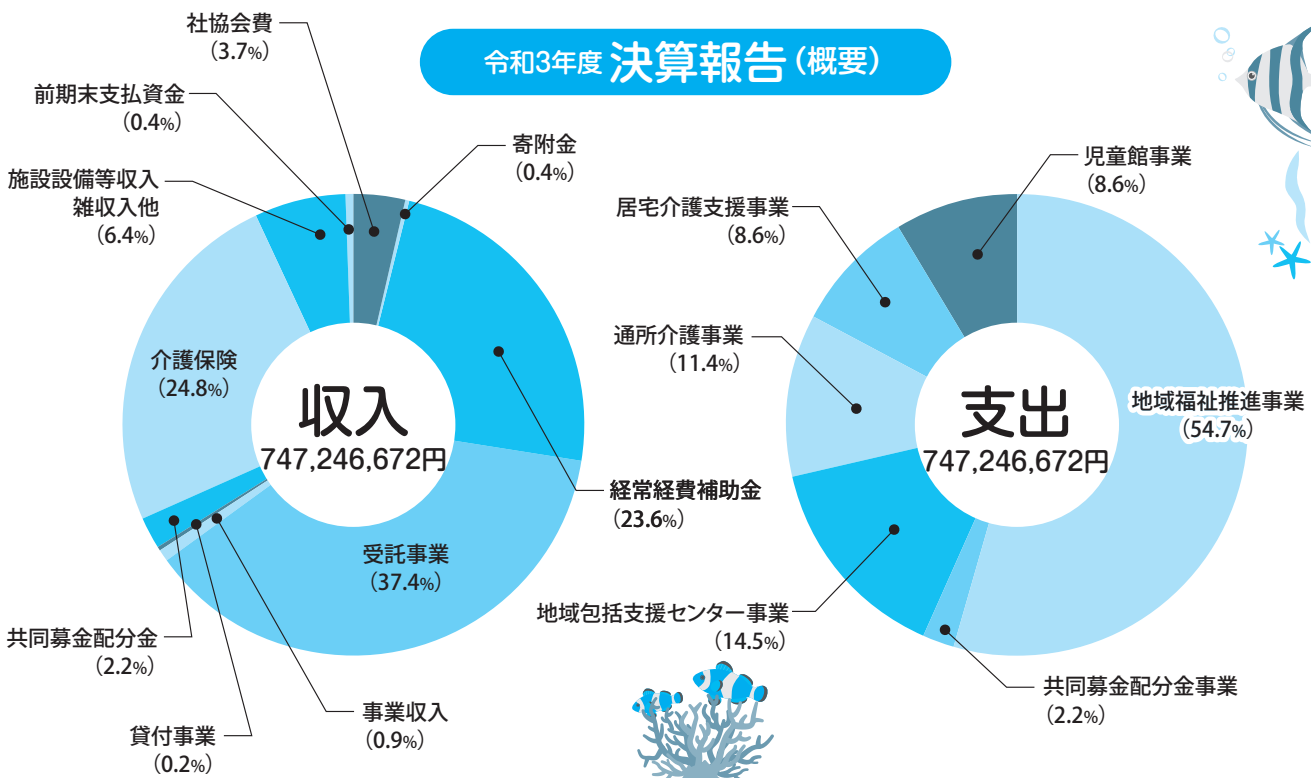 令和3年度 決算報告（概要）
社協会費
（3.7%）
前期末支払資金
（0.4%）
施設設備等収入
雑収入他
（6.4%）
寄附金
（0.4%）
介護保険
（24.8%）
収入
747,246,672円
経常経費補助金
（23.6%）
受託事業
（37.4%）
共同募金配分金
（2.2%）
貸付事業
（0.2%）
事業収入
（0.9%）
児童館事業
（8.6%）
居宅介護支援事業
（8.6%）
通所介護事業
（11.4%）
支出
747,246,672円
地域福祉推進事業
（54.7%）
地域包括支援センター事業
（14.5%）
共同募金配分金事業
（2.2%）